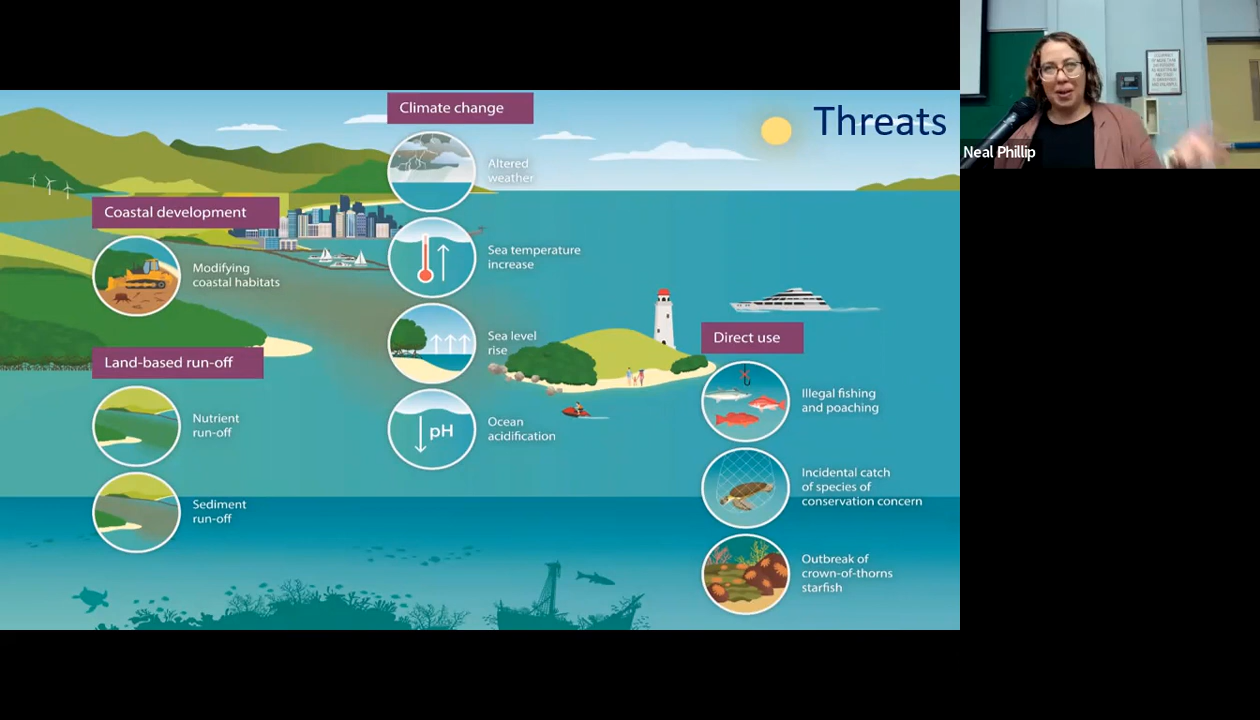 Threats
Climate change
Altered
weather
Sea temperature
increase
Sea level
rise
pH
Ocean
acidification
Coastal development
Modifying
coastal habitats
Land-based run-off
Nutrient
run-off
Sediment
run-off
Direct use
Illegal fishing
and poaching
Incidental catch
of species of
conservation concern
Outbreak of
crown-of-thorns
starfish
Neal Phillip